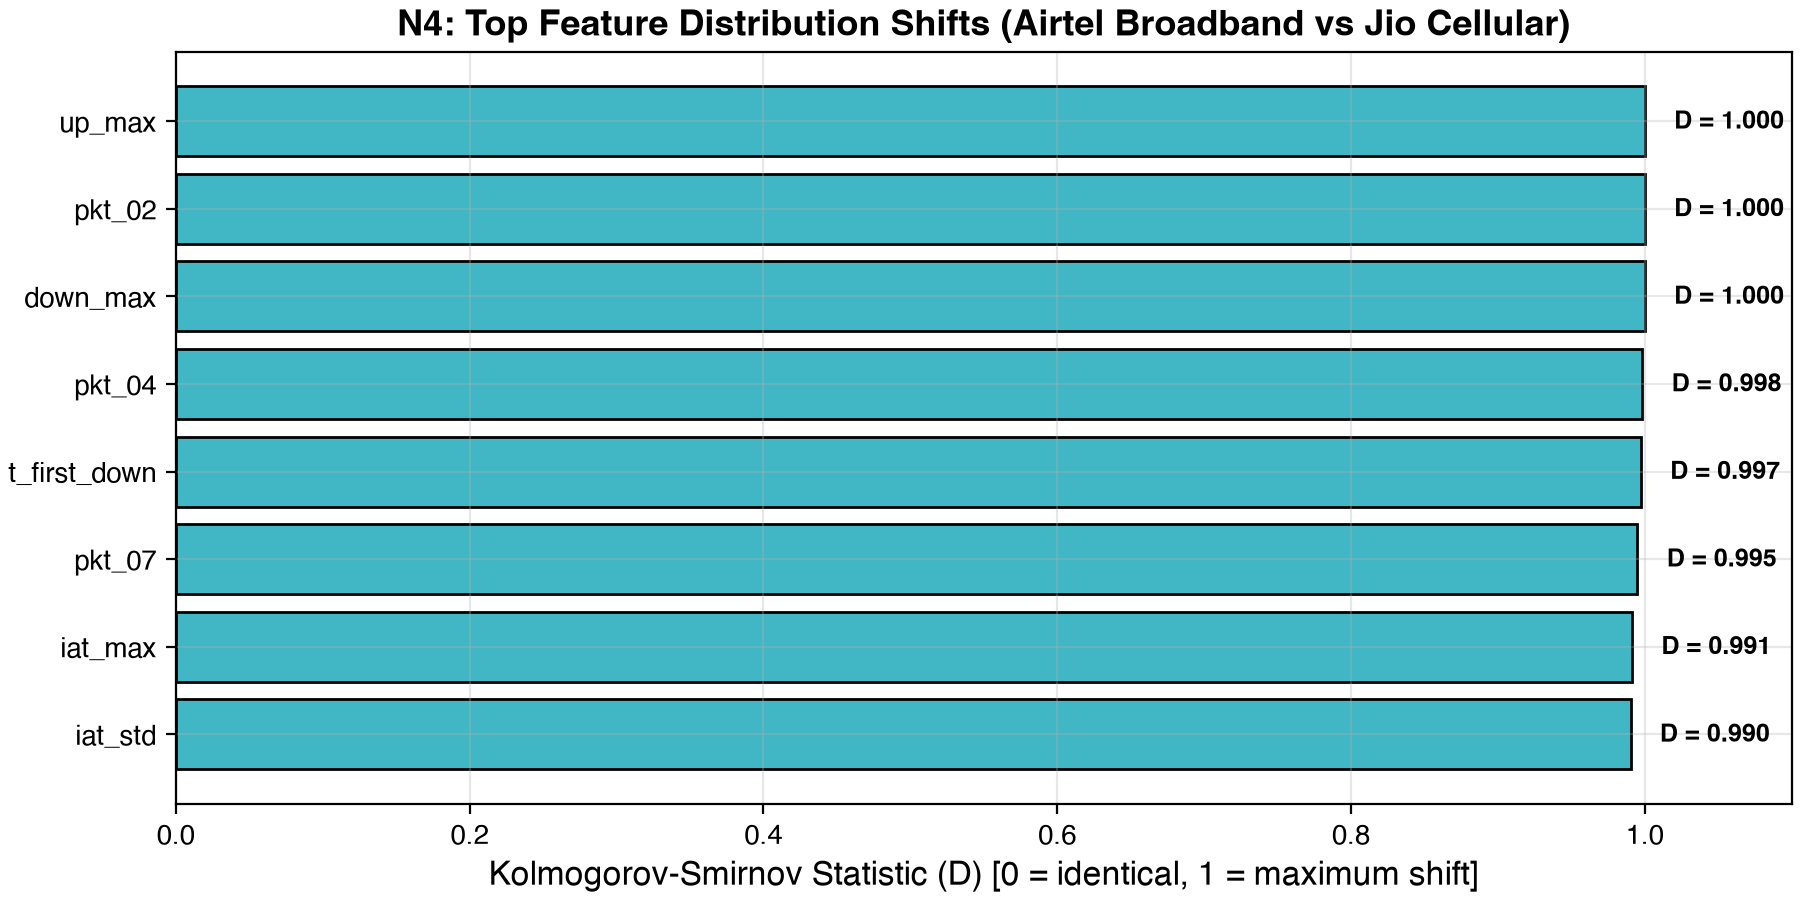 N4: Top Feature Distribution Shifts (Airtel Broadband vs Jio Cellular)
up_max D = 1.000
pkt_02 D = 1.000
down_max D = 1.000
pkt_04 D = 0.998
t_first_down D = 0.997
pkt_07 D = 0.995
iat_max D = 0.991
iat_std D = 0.990
0.0 0.2 0.4 0.6 0.8 1.0
Kolmogorov-Smirnov Statistic (D) [0 = identical, 1 = maximum shift]